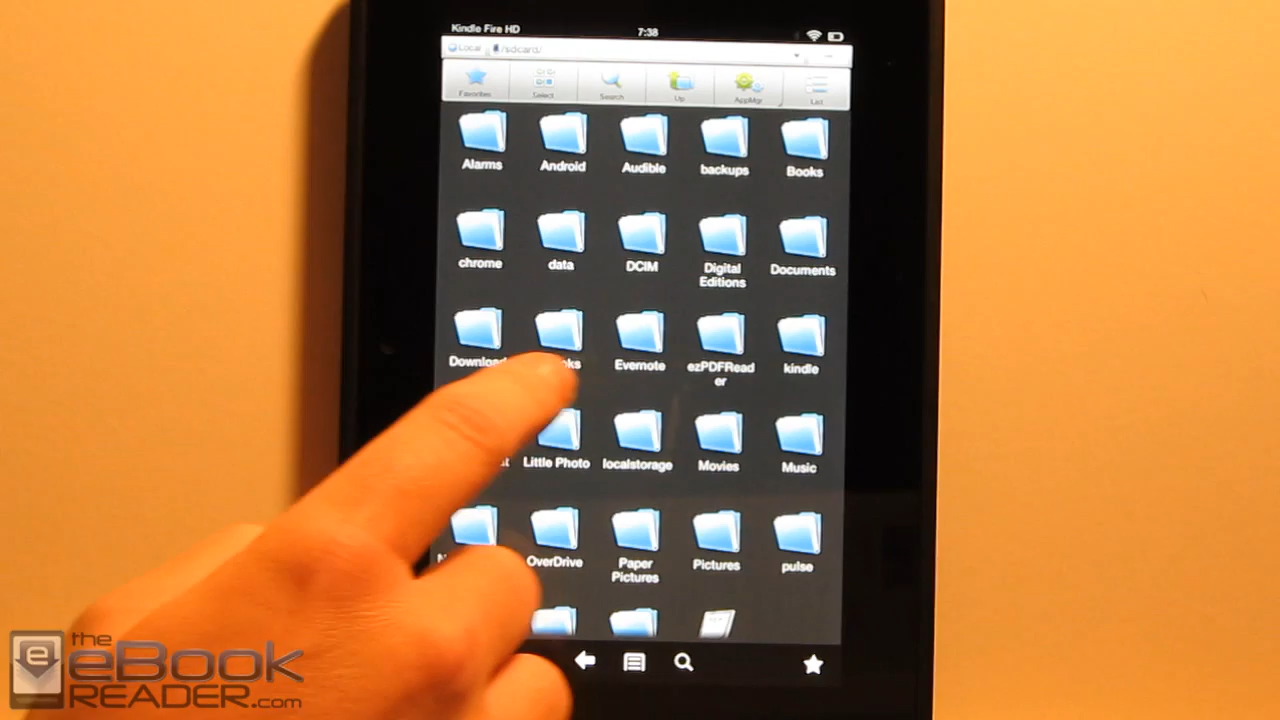 Kindle Fire HD 7:38
Local /sdcard/
Favorites Select Search Up AppMgr List
Alarms Android Audible backups Books
chrome data DCIM Digital Editions Documents
Download Evernote ezPDFReader kindle
Little Photo localstorage Movies Music
OverDrive Paper Pictures Pictures pulse
the
eBook
READER.com